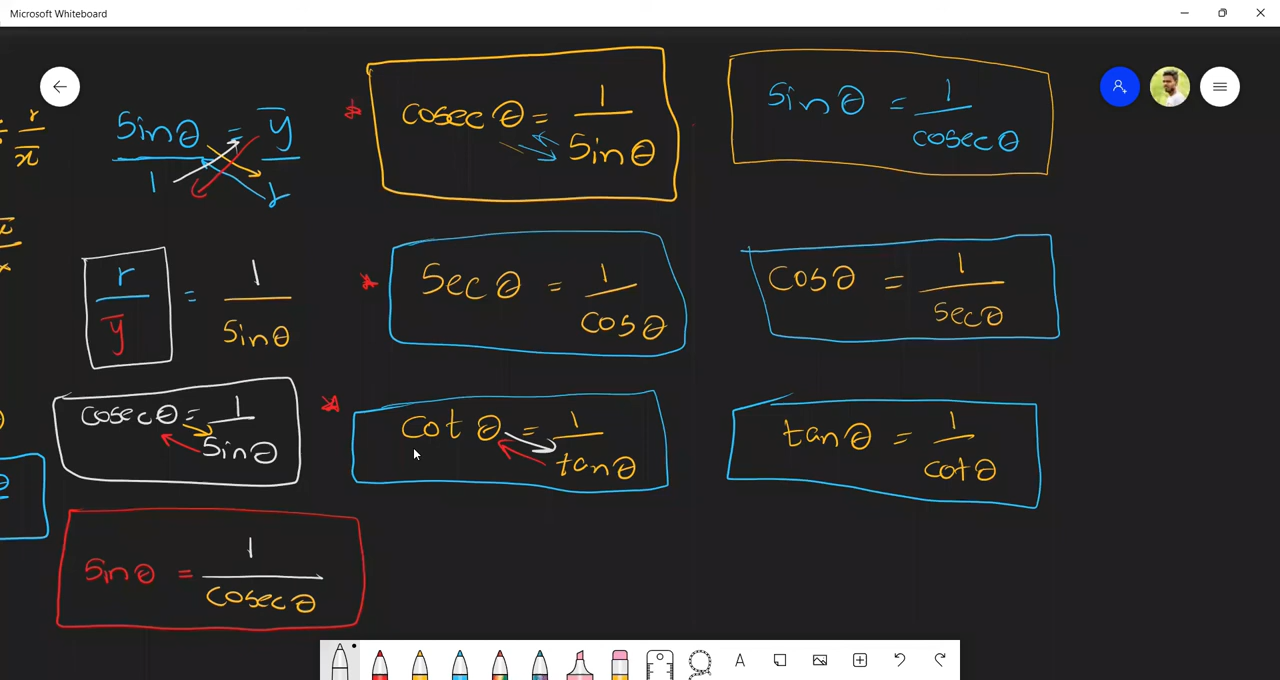 Microsoft Whiteboard
r/x
sinθ/1 = y/r
r/y = 1/sinθ
cosecθ = 1/sinθ
sinθ = 1/cosecθ
cosecθ = 1/sinθ
secθ = 1/cosθ
cotθ = 1/tanθ
sinθ = 1/cosecθ
cosθ = 1/secθ
tanθ = 1/cotθ
A